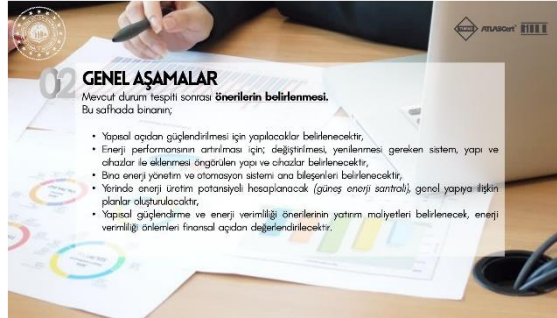 ATLASCert
02 GENEL AŞAMALAR
Mevcut durum tespiti sonrası önerilerin belirlenmesi.
Bu safhada binanın;
• Yapısal açıdan güçlendirilmesi için yapılacaklar belirlenecektir,
• Enerji performansının artırılması için; değiştirilmesi, yenilenmesi gereken sistem, yapı ve
cihazlar ile eklenmesi öngörülen yapı ve cihazlar belirlenecektir,
• Bina enerji yönetim ve otomasyon sistemi ana bileşenleri belirlenecektir,
• Yerinde enerji üretim potansiyeli hesaplanacak (güneş enerji santrali), genel yapıya ilişkin
planlar oluşturulacaktır,
• Yapısal güçlendirme ve enerji verimliliği önerilerinin yatırım maliyetleri belirlenecek, enerji
verimliliği önlemleri finansal açıdan değerlendirilecektir.